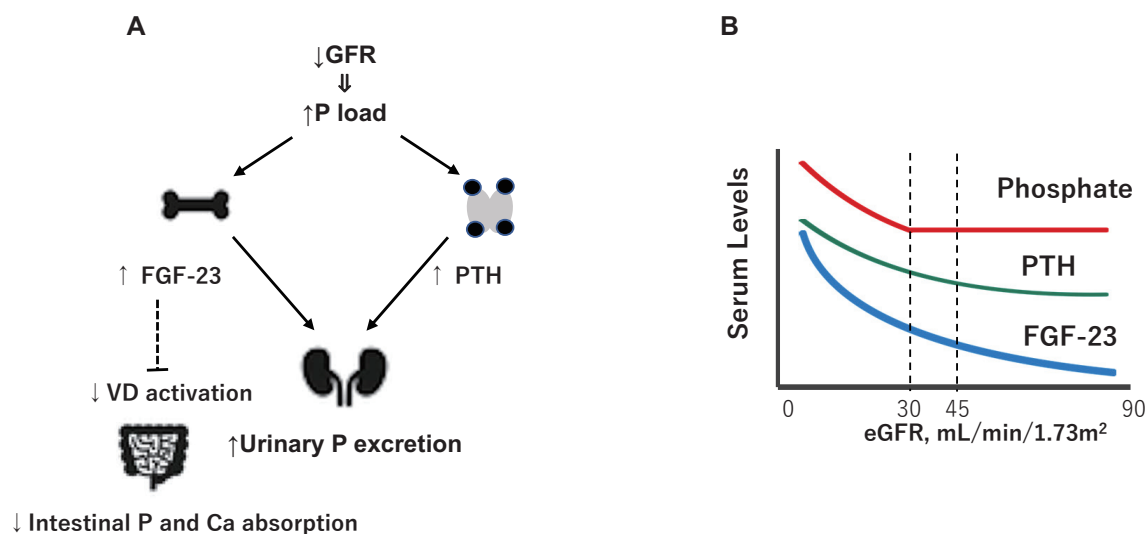 A
↓GFR
⇓
↑P load
↑ FGF-23
↑ PTH
↓ VD activation
↑Urinary P excretion
↓ Intestinal P and Ca absorption
B
Serum Levels
Phosphate
PTH
FGF-23
0 30 45 90
eGFR, mL/min/1.73m²